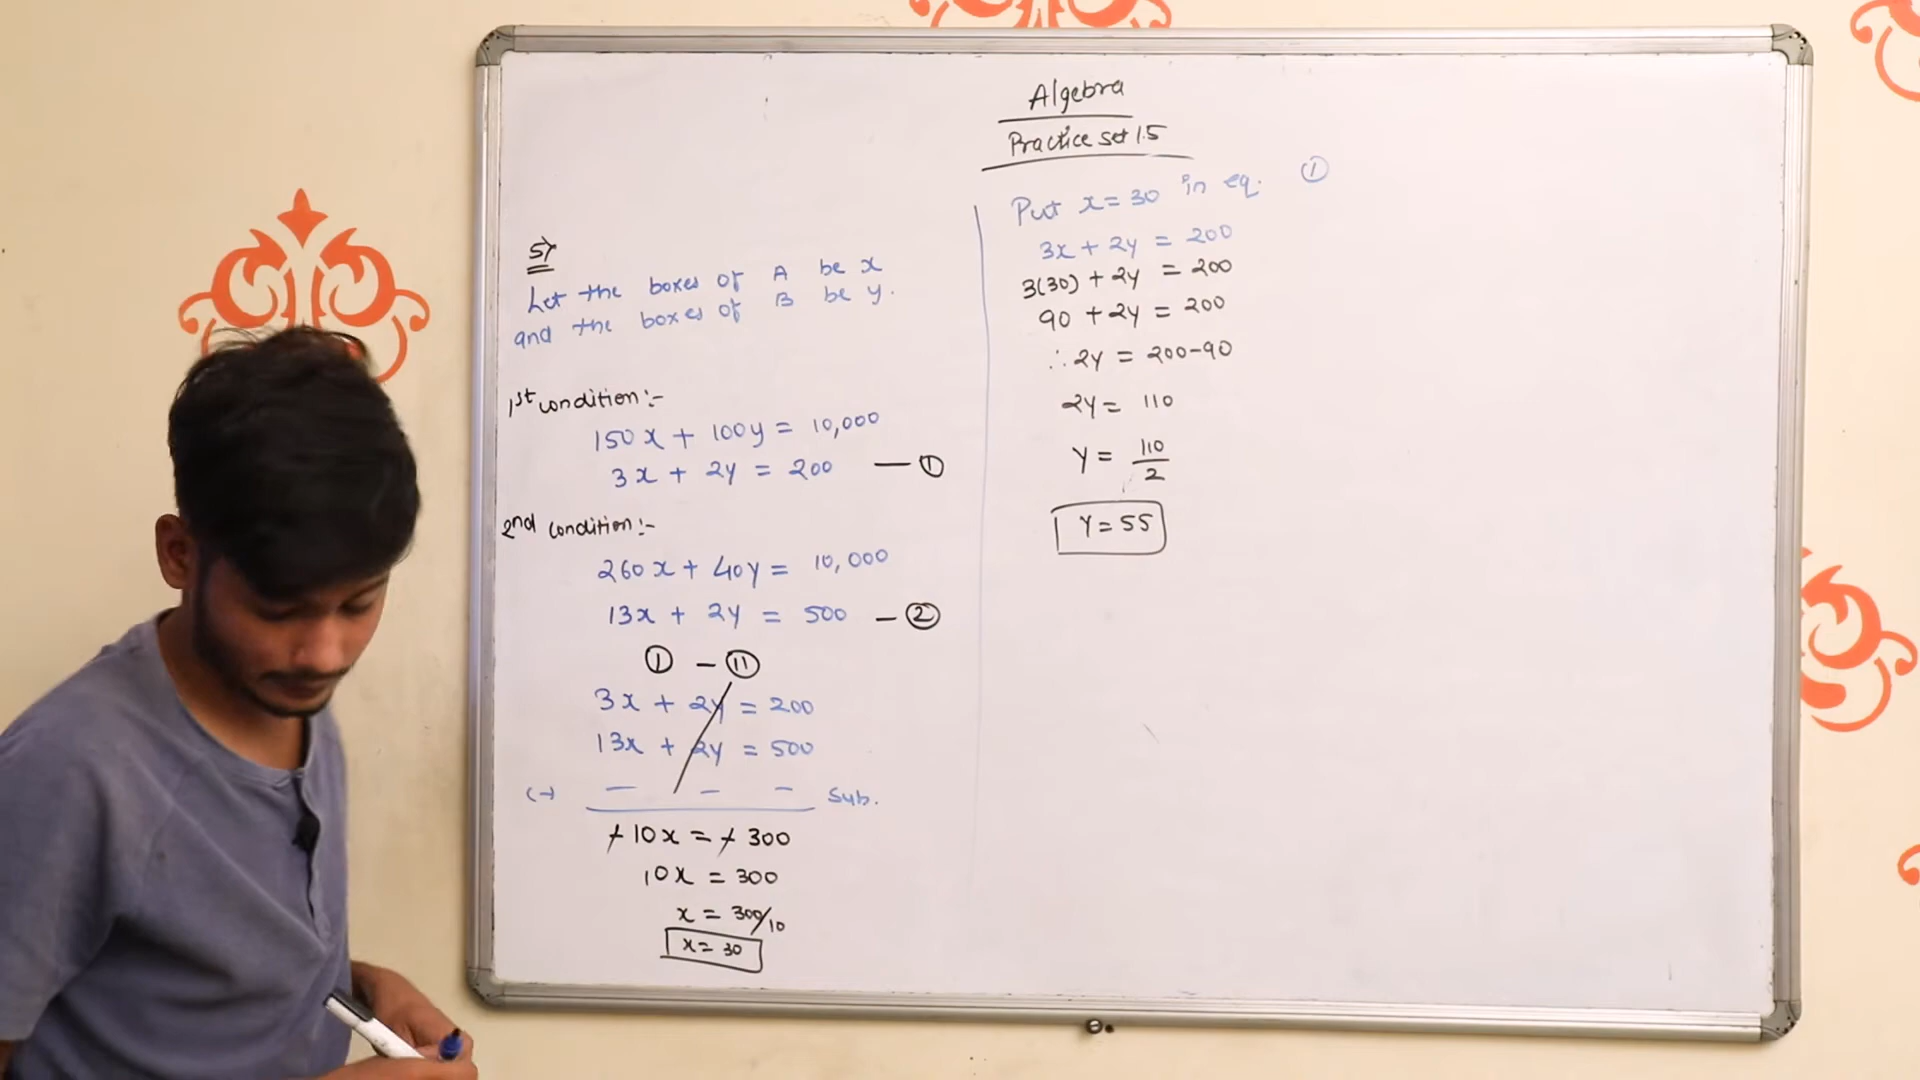 Algebra
Practice set 1.5
5)
Let the boxes of A be x
and the boxes of B be y.
1st condition:-
150x + 100y = 10,000
3x + 2y = 200 — ①
2nd condition:-
260x + 40y = 10,000
13x + 2y = 500 — ②
① - ⑪
3x + 2y = 200
13x + 2y = 500
(-) — — — Sub.
-10x = -300
10x = 300
x = 300/10
x = 30
Put x = 30 in eq. ①
3x + 2y = 200
3(30) + 2y = 200
90 + 2y = 200
∴ 2y = 200-90
2y = 110
y = 110/2
y = 55